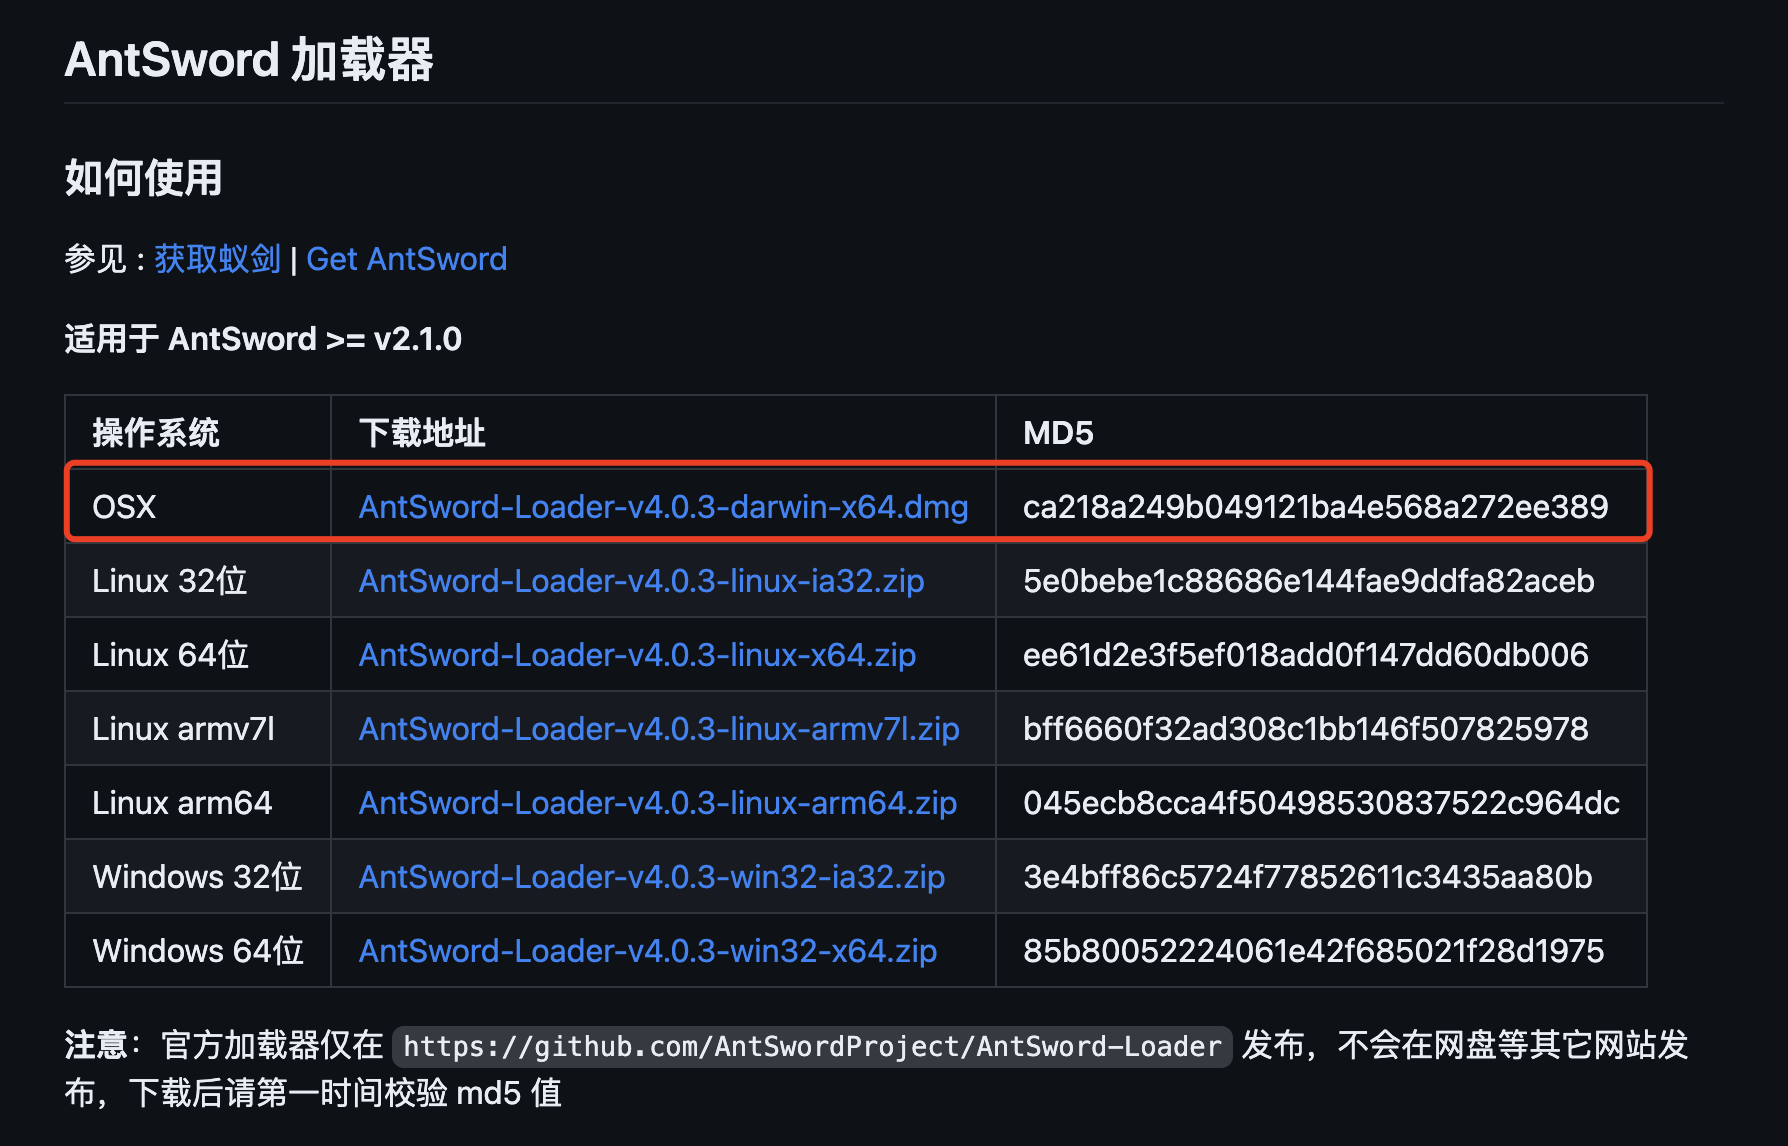 AntSword 加载器
如何使用
参见 : 获取蚁剑 | Get AntSword
适用于 AntSword >= v2.1.0
操作系统 下载地址 MD5
OSX AntSword-Loader-v4.0.3-darwin-x64.dmg ca218a249b049121ba4e568a272ee389
Linux 32位 AntSword-Loader-v4.0.3-linux-ia32.zip 5e0bebe1c88686e144fae9ddfa82aceb
Linux 64位 AntSword-Loader-v4.0.3-linux-x64.zip ee61d2e3f5ef018add0f147dd60db006
Linux armv7l AntSword-Loader-v4.0.3-linux-armv7l.zip bff6660f32ad308c1bb146f507825978
Linux arm64 AntSword-Loader-v4.0.3-linux-arm64.zip 045ecb8cca4f50498530837522c964dc
Windows 32位 AntSword-Loader-v4.0.3-win32-ia32.zip 3e4bff86c5724f77852611c3435aa80b
Windows 64位 AntSword-Loader-v4.0.3-win32-x64.zip 85b80052224061e42f685021f28d1975
注意：官方加载器仅在 https://github.com/AntSwordProject/AntSword-Loader 发布，不会在网盘等其它网站发
布，下载后请第一时间校验 md5 值